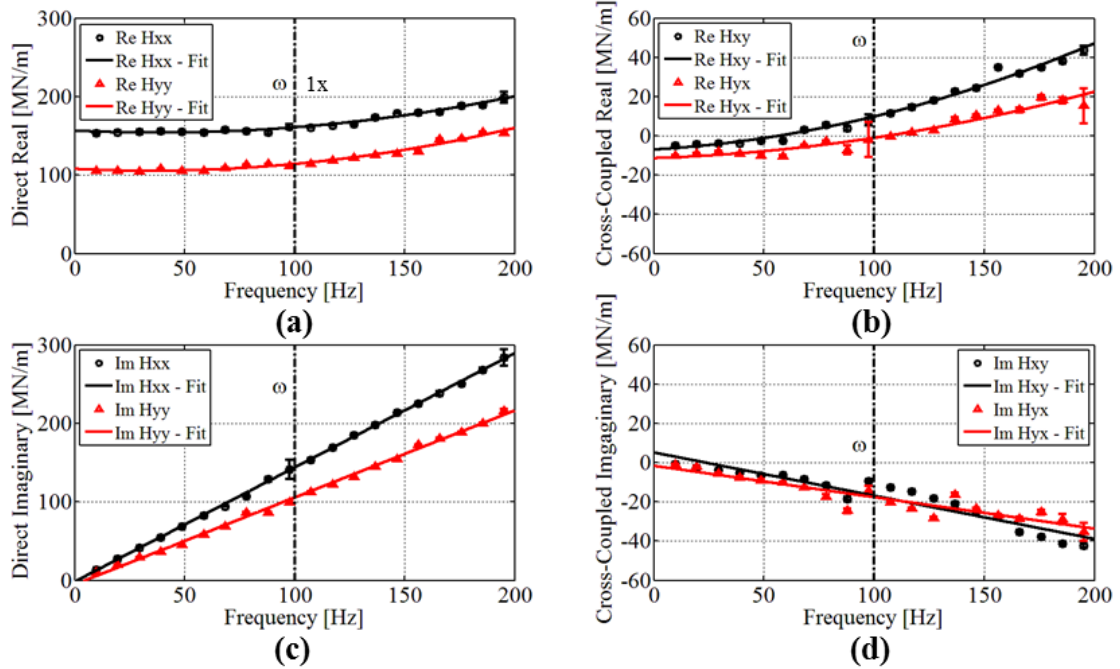 Direct Real [MN/m]
300
200
100
0
Re Hxx
Re Hxx - Fit
Re Hyy
Re Hyy - Fit
ω
1x
0 50 100 150 200
Frequency [Hz]
(a)
Cross-Coupled Real [MN/m]
60
40
20
0
-20
-40
-60
Re Hxy
Re Hxy - Fit
Re Hyx
Re Hyx - Fit
ω
0 50 100 150 200
Frequency [Hz]
(b)
Direct Imaginary [MN/m]
300
200
100
0
Im Hxx
Im Hxx - Fit
Im Hyy
Im Hyy - Fit
ω
0 50 100 150 200
Frequency [Hz]
(c)
Cross-Coupled Imgaginary [MN/m]
60
40
20
0
-20
-40
-60
Im Hxy
Im Hxy - Fit
Im Hyx
Im Hyx - Fit
ω
0 50 100 150 200
Frequency [Hz]
(d)